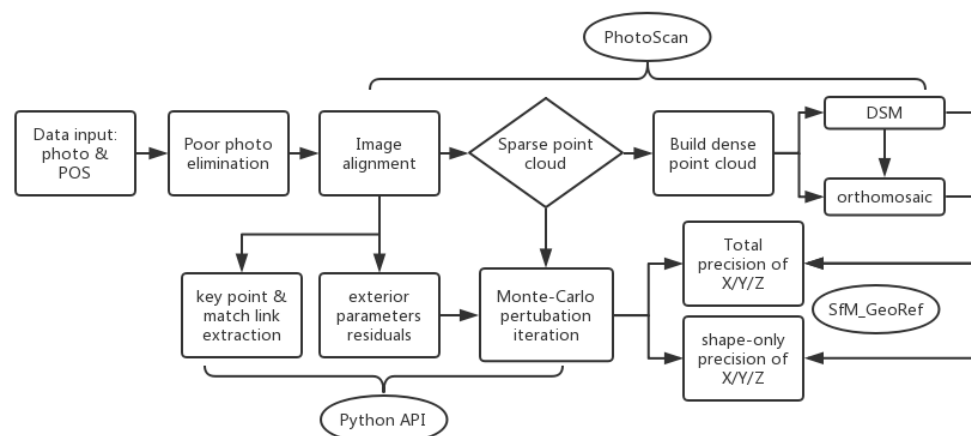 PhotoScan
Data input:
photo &
POS
Poor photo
elimination
Image
alignment
Sparse point
cloud
Build dense
point cloud
DSM
orthomosaic
key point &
match link
extraction
exterior
parameters
residuals
Monte-Carlo
pertubation
iteration
Total
precision of
X/Y/Z
SfM_GeoRef
shape-only
precision of
X/Y/Z
Python API